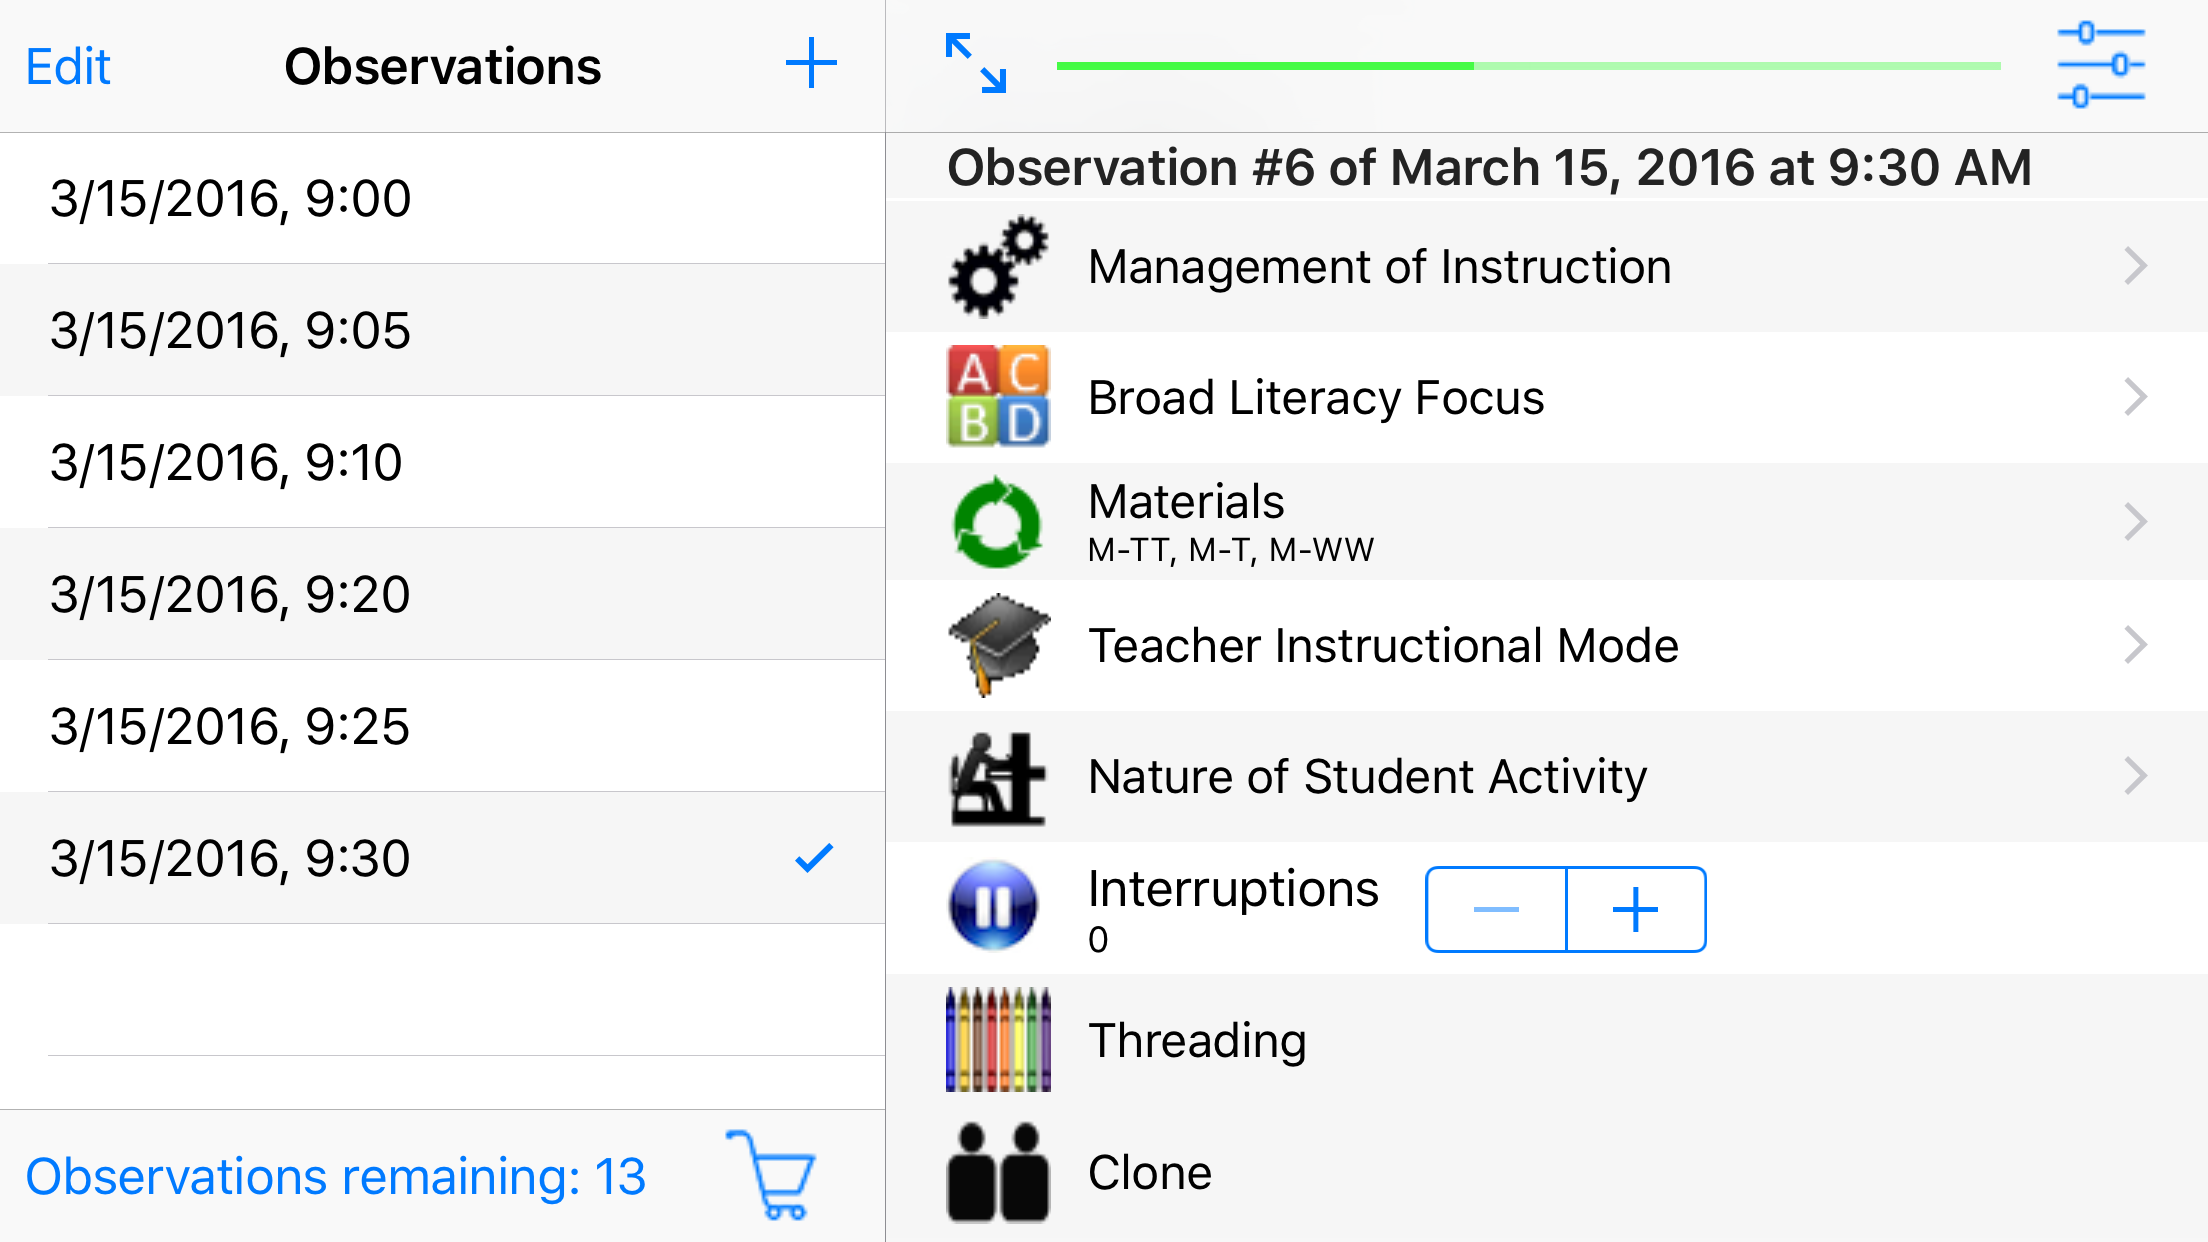 Edit
Observations
3/15/2016, 9:00
3/15/2016, 9:05
3/15/2016, 9:10
3/15/2016, 9:20
3/15/2016, 9:25
3/15/2016, 9:30
Observations remaining: 13
Observation #6 of March 15, 2016 at 9:30 AM
Management of Instruction
A C
B D
Broad Literacy Focus
Materials
M-TT, M-T, M-WW
Teacher Instructional Mode
Nature of Student Activity
Interruptions
0
Threading
Clone